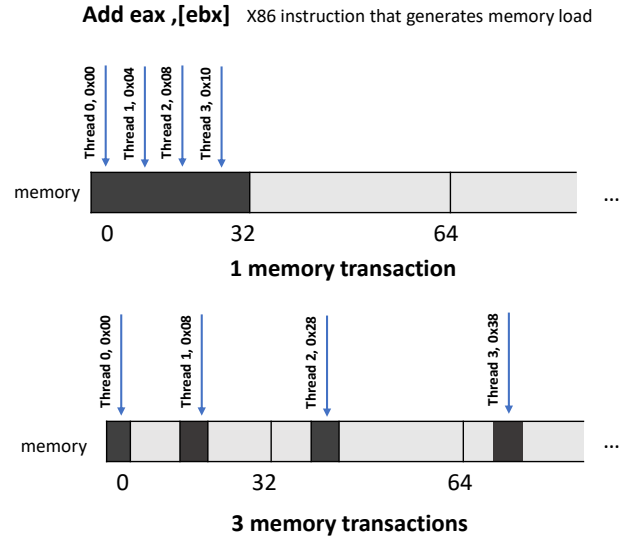 Add eax ,[ebx] X86 instruction that generates memory load
Thread 0, 0x00
Thread 1, 0x04
Thread 2, 0x08
Thread 3, 0x10
memory
...
0 32 64
1 memory transaction
Thread 0, 0x00
Thread 1, 0x08
Thread 2, 0x28
Thread 3, 0x38
memory
...
0 32 64
3 memory transactions